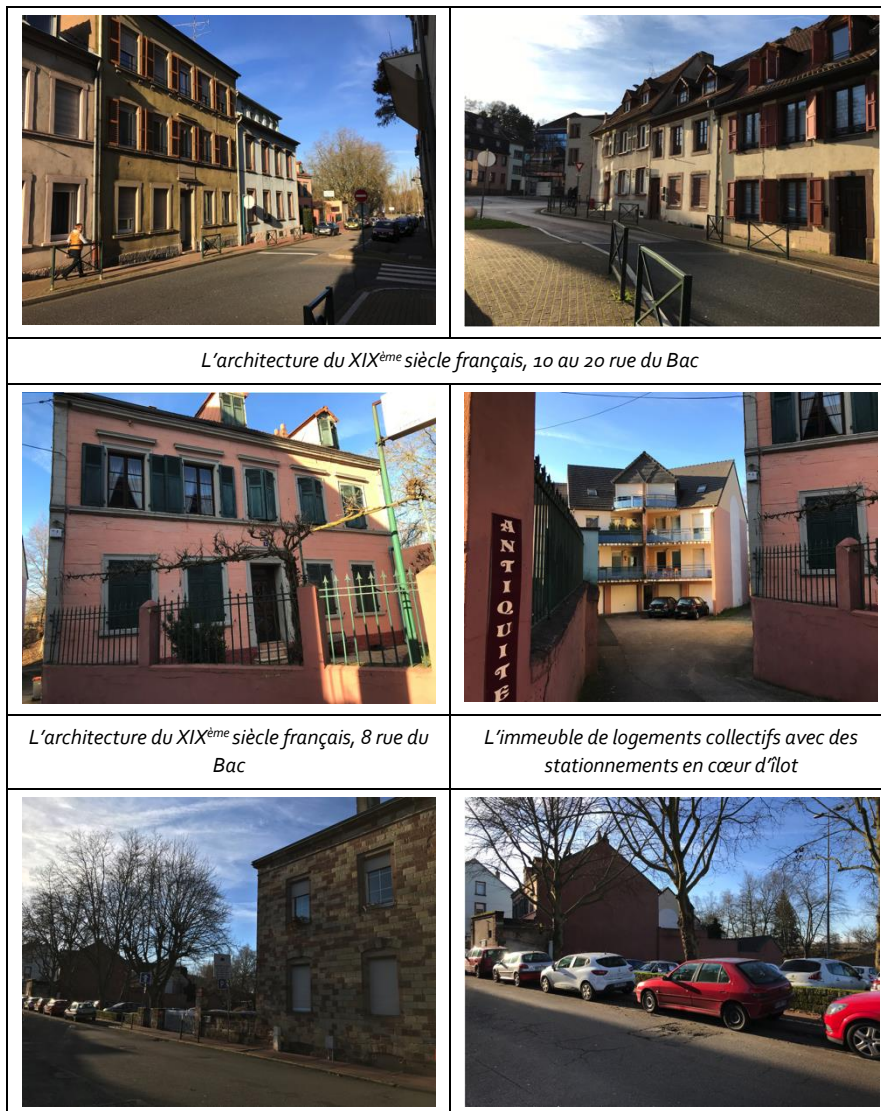 L'architecture du XIXème siècle français, 10 au 20 rue du Bac
ANTIQUITE
L'architecture du XIXème siècle français, 8 rue du
Bac
L'immeuble de logements collectifs avec des
stationnements en cœur d'îlot